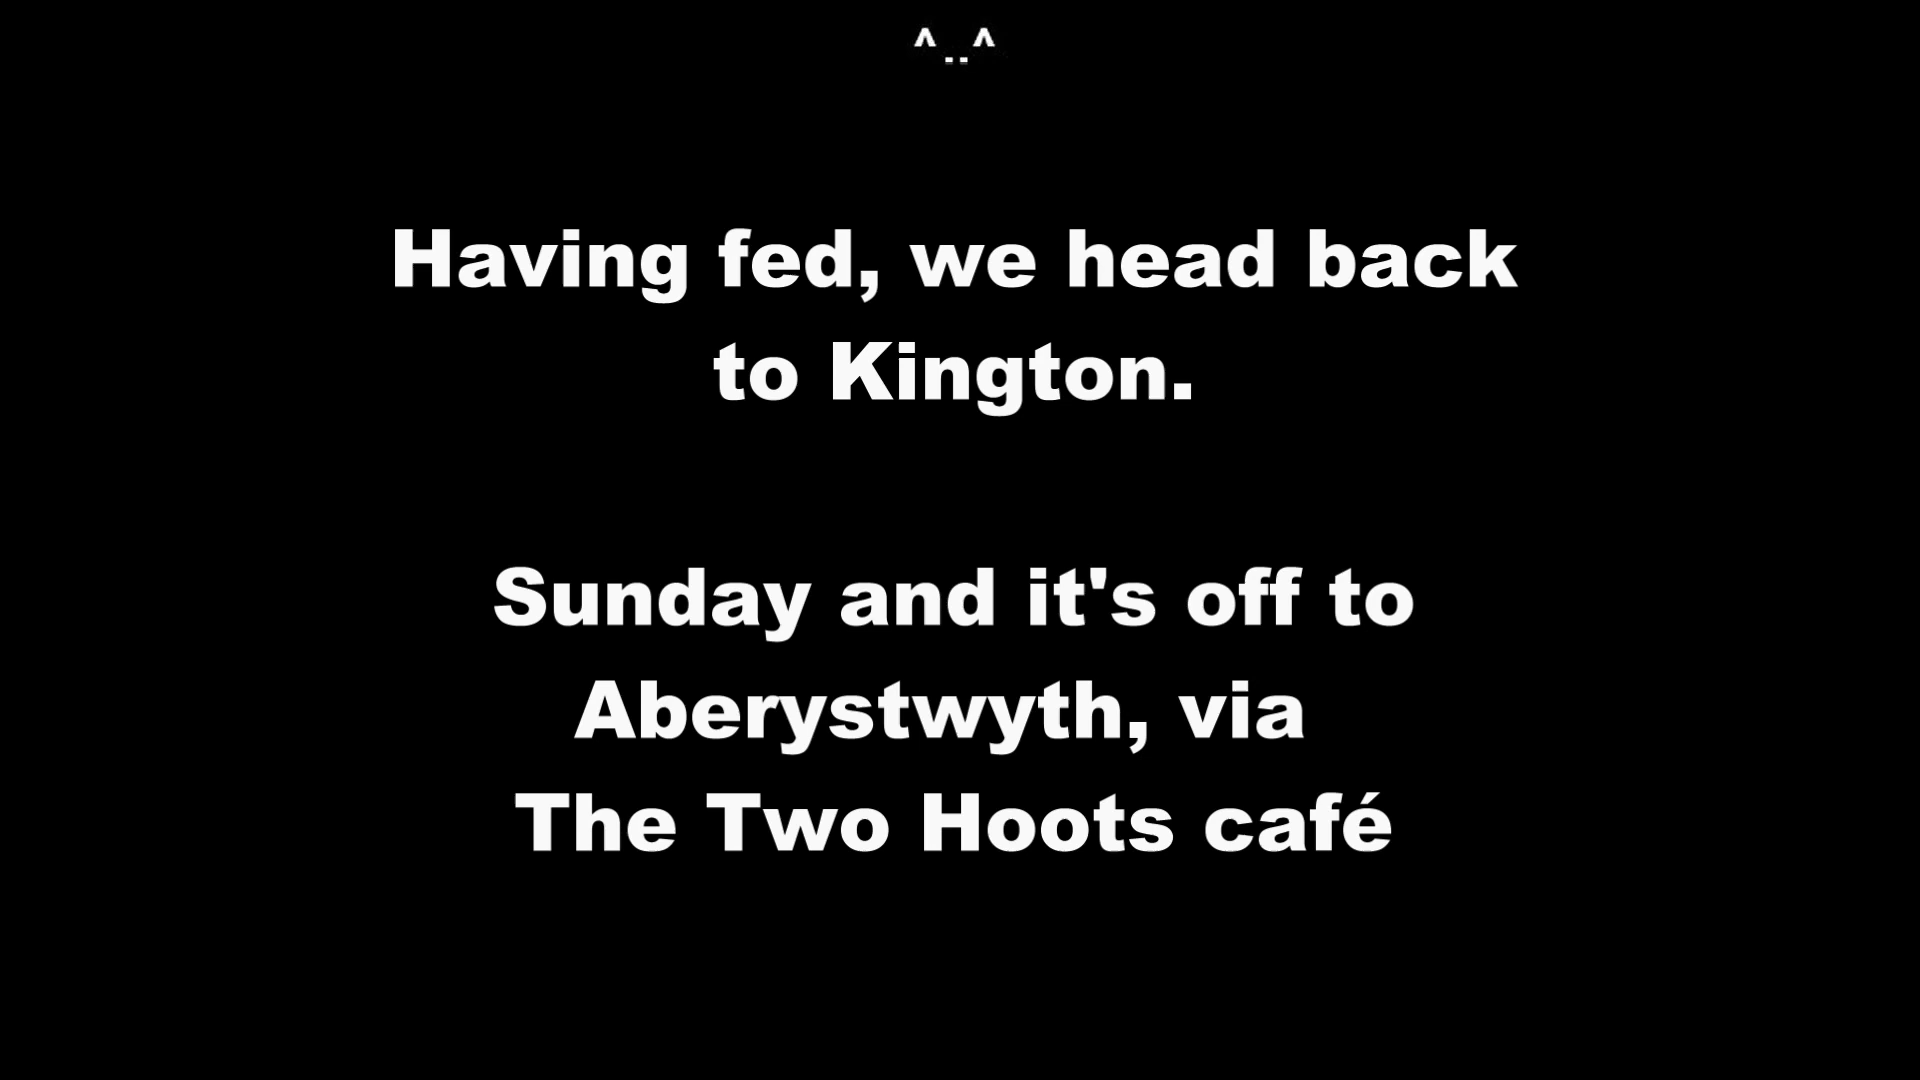 ^..^
Having fed, we head back
to Kington.
Sunday and it's off to
Aberystwyth, via
The Two Hoots café